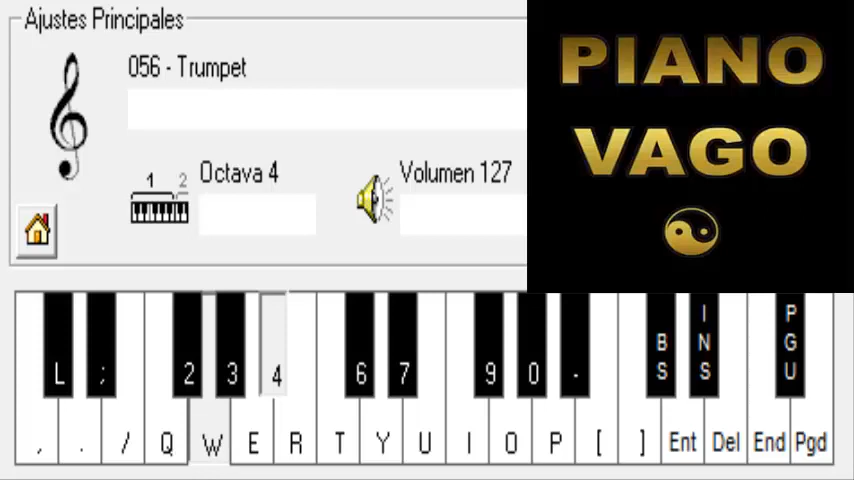 Ajustes Principales
056 - Trumpet
1 2
Octava 4
Volumen 127
PIANO
VAGO
L ; 2 3 4 6 7 9 0 - BS INS PGU
, . / Q W E R T Y U I O P [ ] Ent Del End Pgd